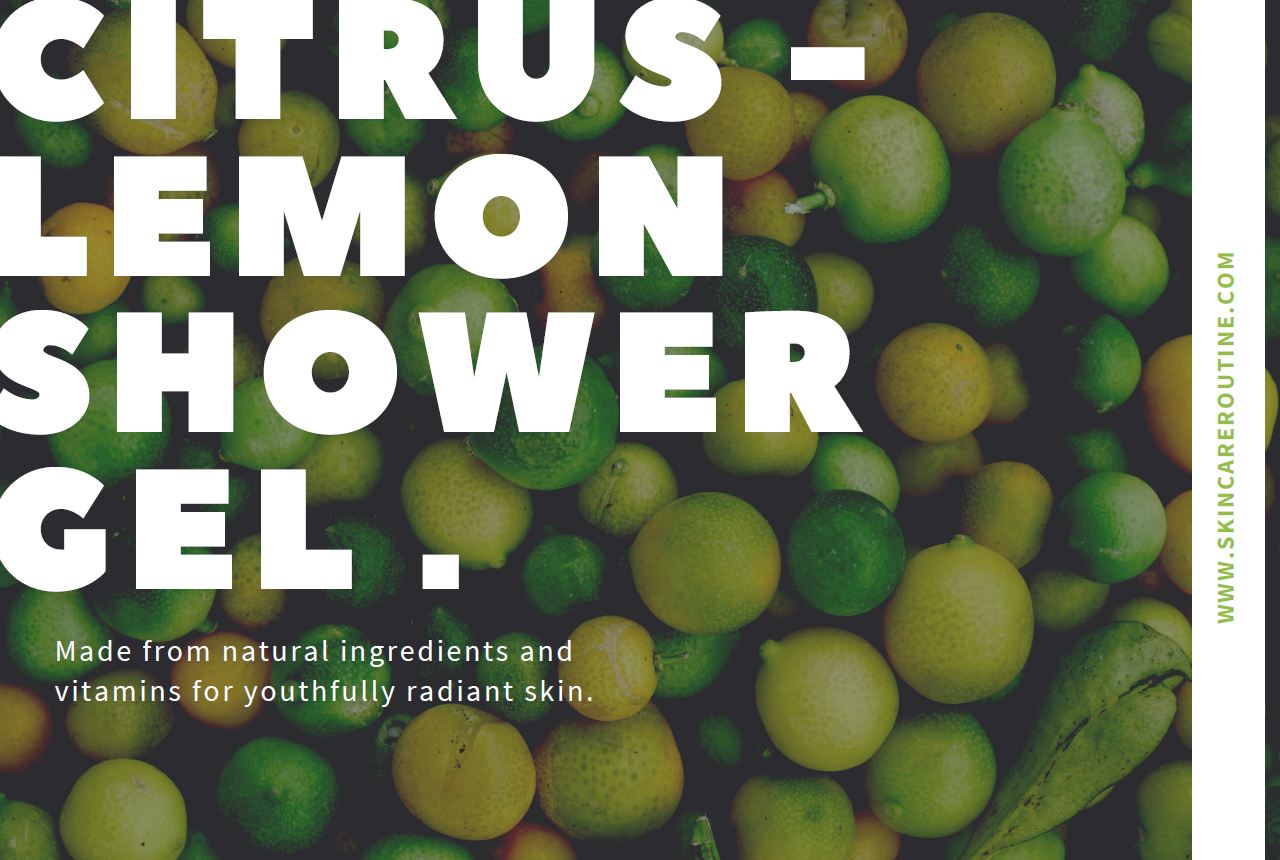 CITRUS -
LEMON
SHOWER
GEL .
Made from natural ingredients and
vitamins for youthfully radiant skin.
WWW.SKINCAREROUTINE.COM